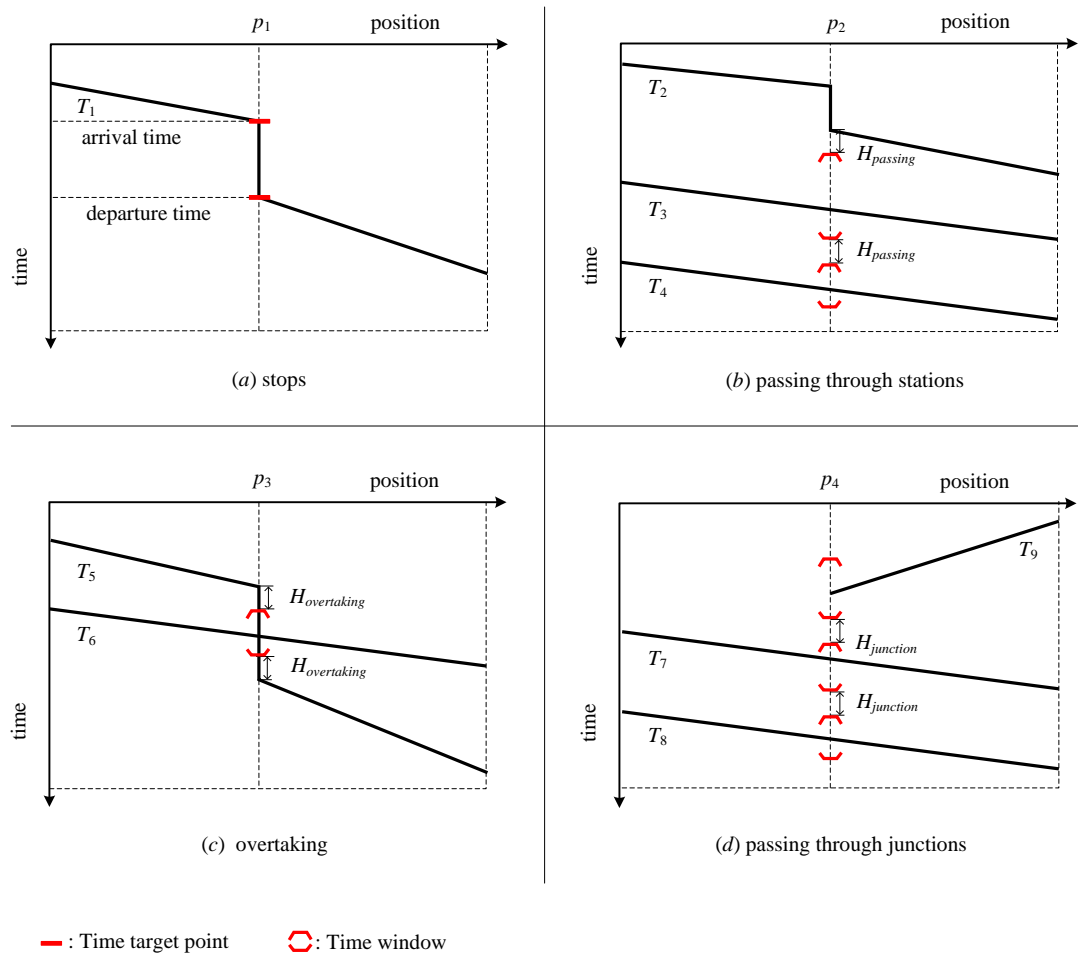 p1 position
T1
arrival time
departure time
time
(a) stops
p2 position
T2
Hpassing
T3
Hpassing
T4
time
(b) passing through stations
p3 position
T5
Hovertaking
T6
Hovertaking
time
(c) overtaking
p4 position
T9
Hjunction
T7
Hjunction
T8
time
(d) passing through junctions
: Time target point : Time window